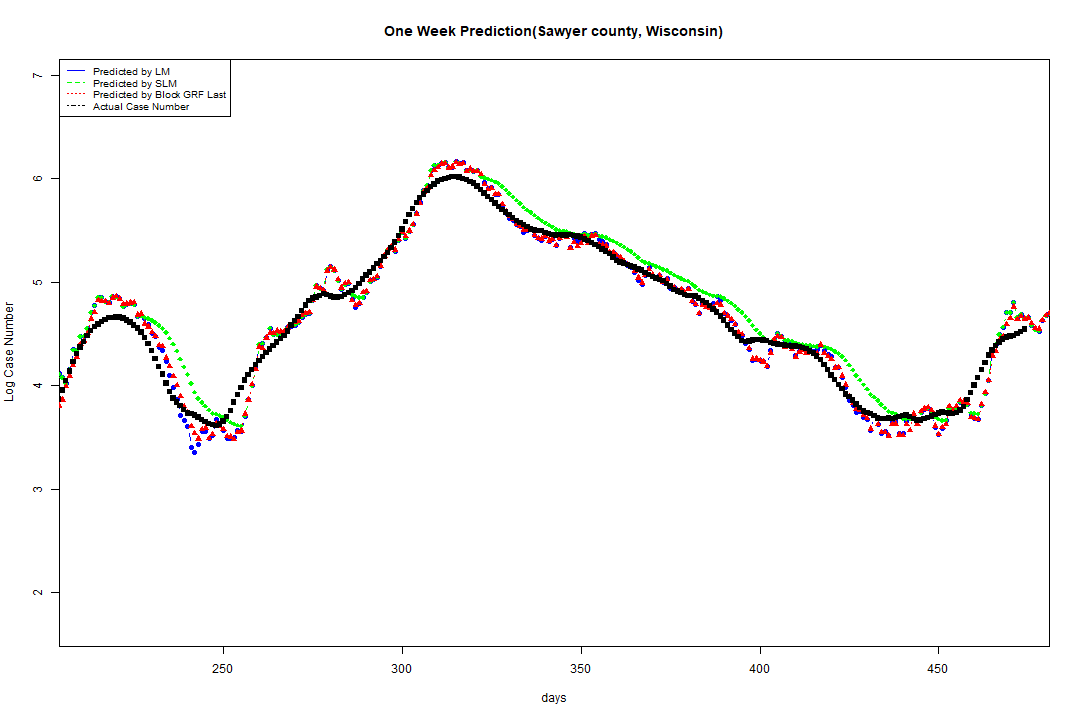 One Week Prediction(Sawyer county, Wisconsin)
Predicted by LM
Predicted by SLM
Predicted by Block GRF Last
Actual Case Number
7
6
5
4
3
2
Log Case Number
250 300 350 400 450
days